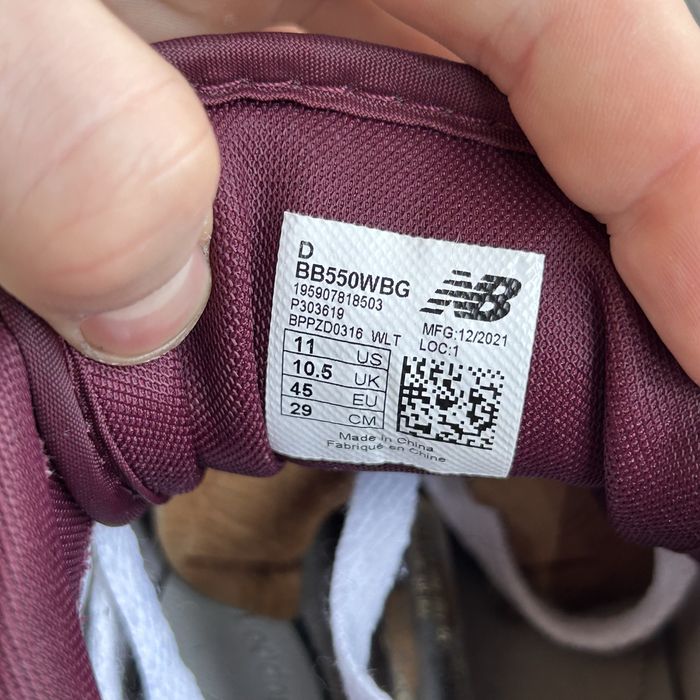 D
BB550WBG
195907818503
P303619
BPPZD0316 WLT
NB
MFG:12/2021
LOC:1
11 US
10.5 UK
45 EU
29 CM
Made in China
Fabriqué en Chine